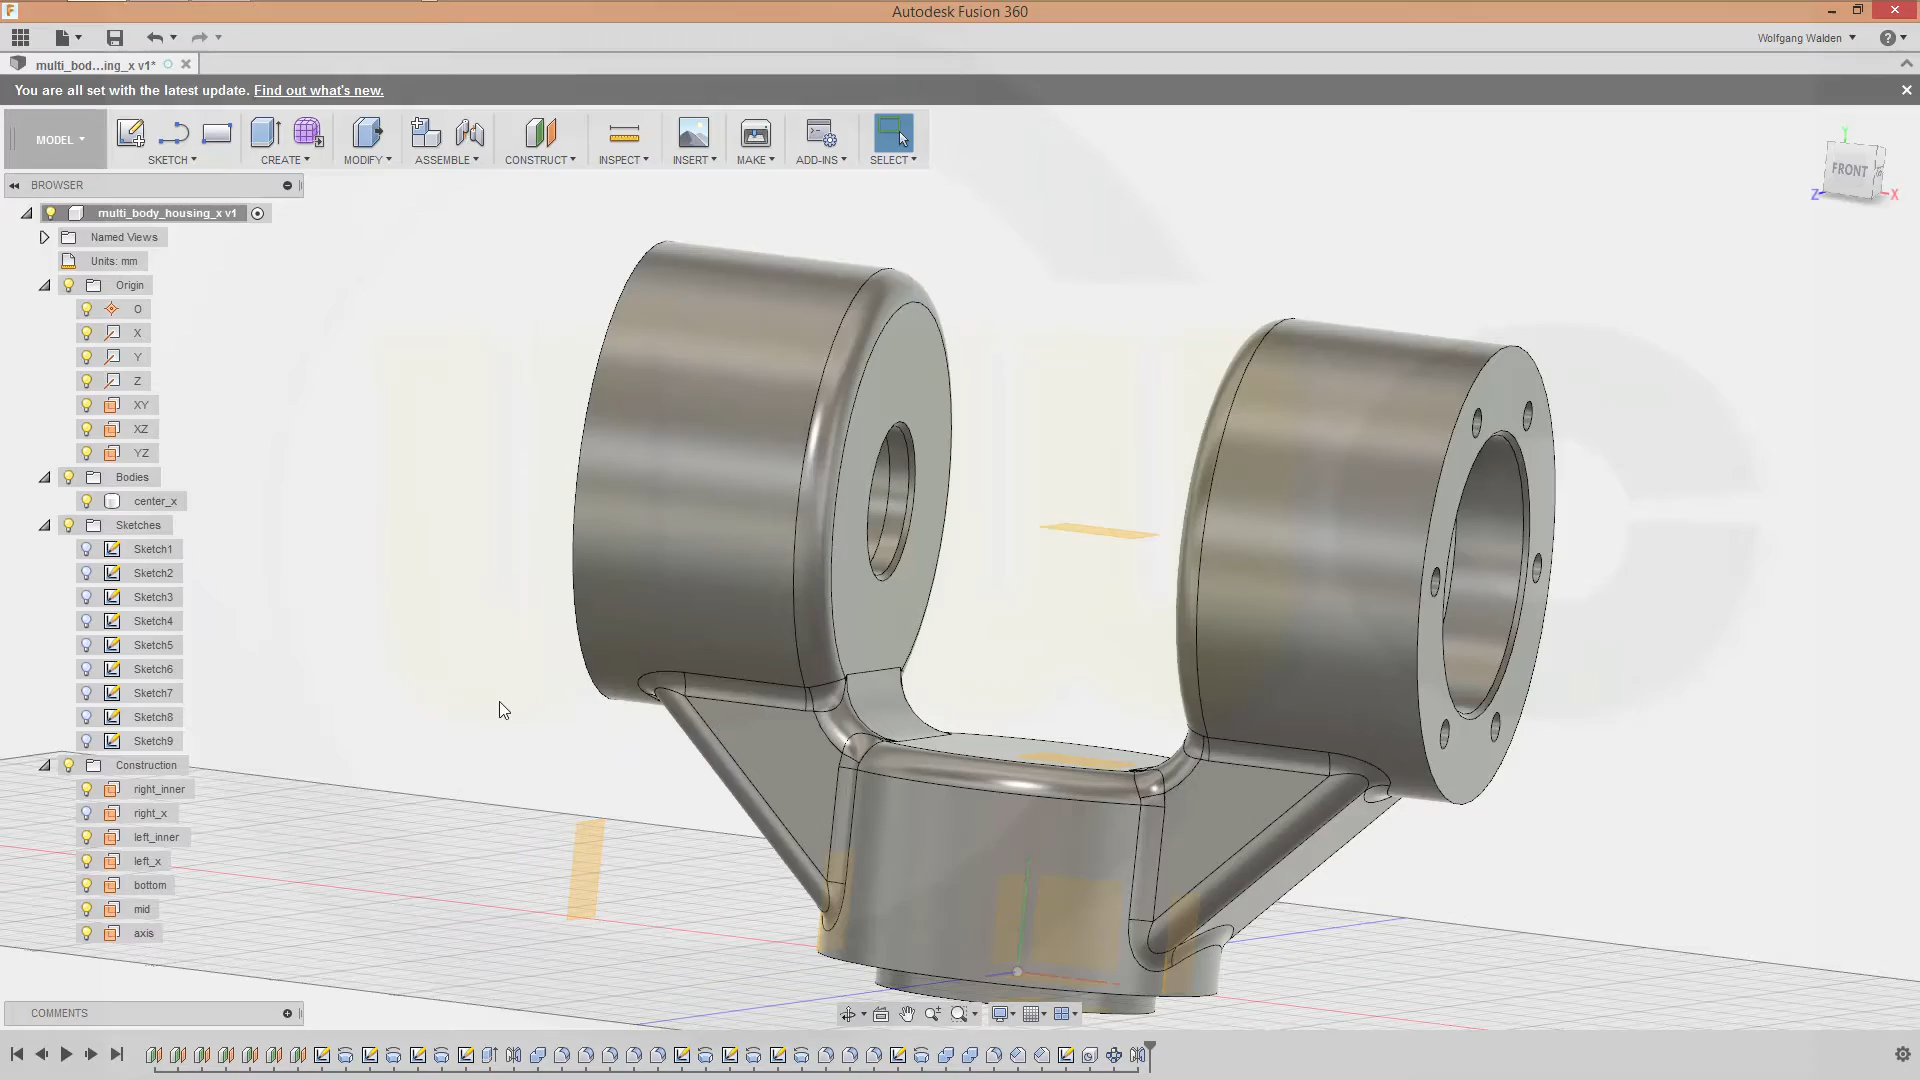 Autodesk Fusion 360
Wolfgang Walden
multi_bod...ing_x v1*
You are all set with the latest update. Find out what's new.
MODEL
SKETCH
CREATE
MODIFY
ASSEMBLE
CONSTRUCT
INSPECT
INSERT
MAKE
ADD-INS
SELECT
FRONT
Y
Z
X
BROWSER
multi_body_housing_x v1
Named Views
Units: mm
Origin
O
X
Y
Z
XY
XZ
YZ
Bodies
center_x
Sketches
Sketch1
Sketch2
Sketch3
Sketch4
Sketch5
Sketch6
Sketch7
Sketch8
Sketch9
Construction
right_inner
right_x
left_inner
left_x
bottom
mid
axis
COMMENTS